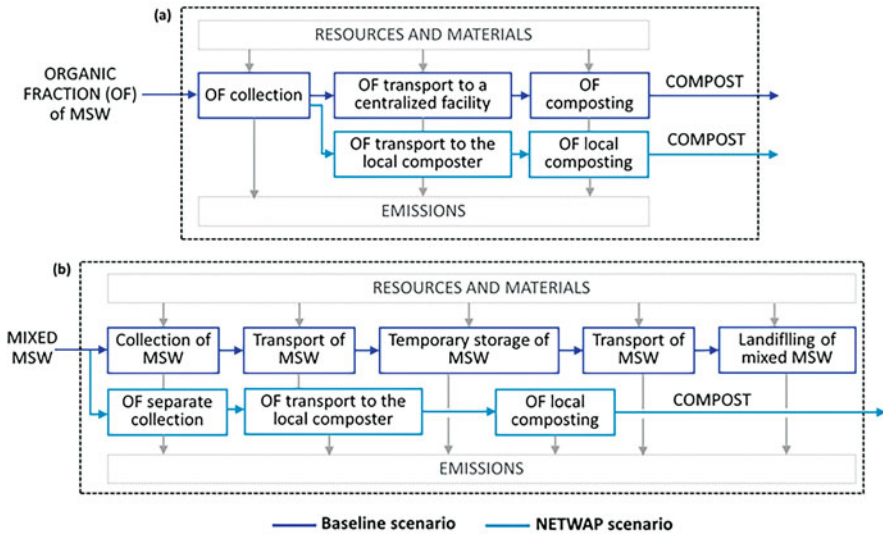 (a)
RESOURCES AND MATERIALS
ORGANIC
FRACTION (OF)
of MSW
OF collection
OF transport to a
centralized facility
OF
composting
COMPOST
OF transport to the
local composter
OF local
composting
COMPOST
EMISSIONS
(b)
RESOURCES AND MATERIALS
MIXED
MSW
Collection of
MSW
Transport of
MSW
Temporary storage of
MSW
Transport of
MSW
Landiflling of
mixed MSW
OF separate
collection
OF transport to the
local composter
OF local
composting
COMPOST
EMISSIONS
Baseline scenario
NETWAP scenario